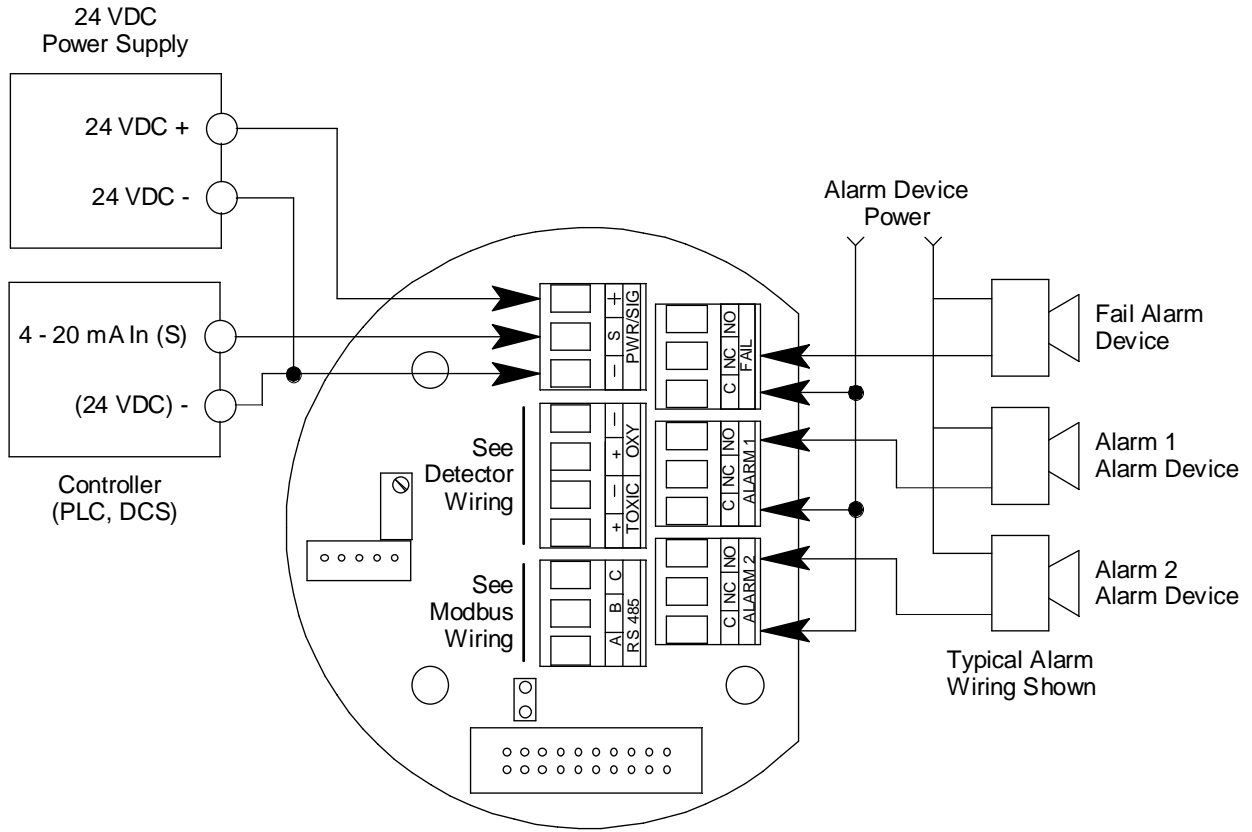 24 VDC
Power Supply
24 VDC +
24 VDC -
4 - 20 mA In (S)
(24 VDC) -
Controller
(PLC, DCS)
+
S
-
PWR/SIG
See
Detector
Wiring
-
+
OXY
-
+
TOXIC
See
Modbus
Wiring
C
B
A
RS 485
NO
NC
C
FAIL
NO
NC
C
ALARM 1
NO
NC
C
ALARM 2
Alarm Device
Power
Fail Alarm
Device
Alarm 1
Alarm Device
Alarm 2
Alarm Device
Typical Alarm
Wiring Shown